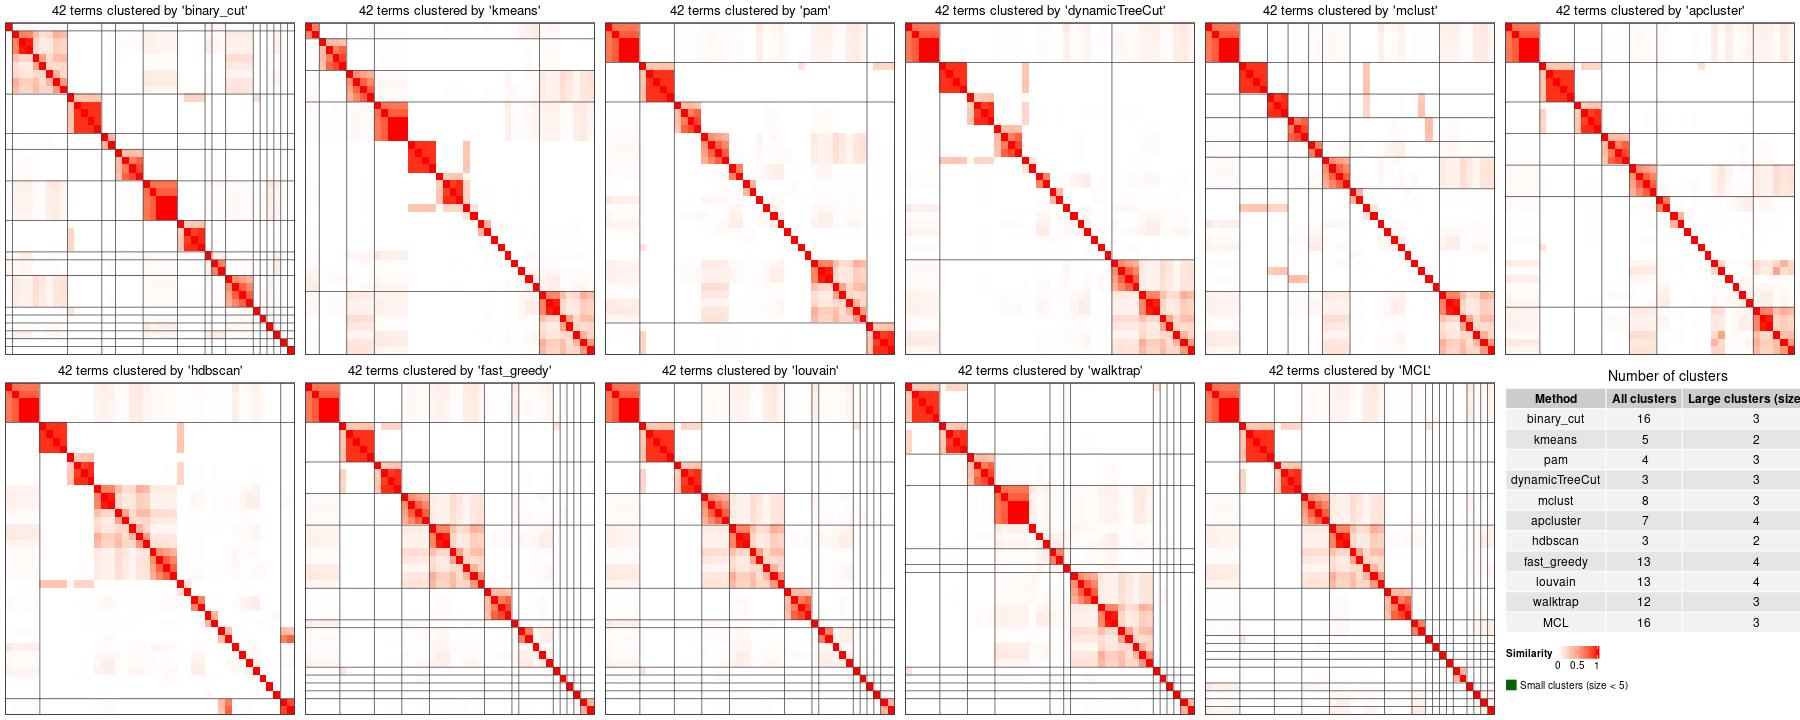 42 terms clustered by 'binary_cut'
42 terms clustered by 'kmeans'
42 terms clustered by 'pam'
42 terms clustered by 'dynamicTreeCut'
42 terms clustered by 'mclust'
42 terms clustered by 'apcluster'
42 terms clustered by 'hdbscan'
42 terms clustered by 'fast_greedy'
42 terms clustered by 'louvain'
42 terms clustered by 'walktrap'
42 terms clustered by 'MCL'
Number of clusters
Method All clusters Large clusters (size
binary_cut 16 3
kmeans 5 2
pam 4 3
dynamicTreeCut 3 3
mclust 8 3
apcluster 7 4
hdbscan 3 2
fast_greedy 13 4
louvain 13 4
walktrap 12 3
MCL 16 3
Similarity
0 0.5 1
Small clusters (size < 5)